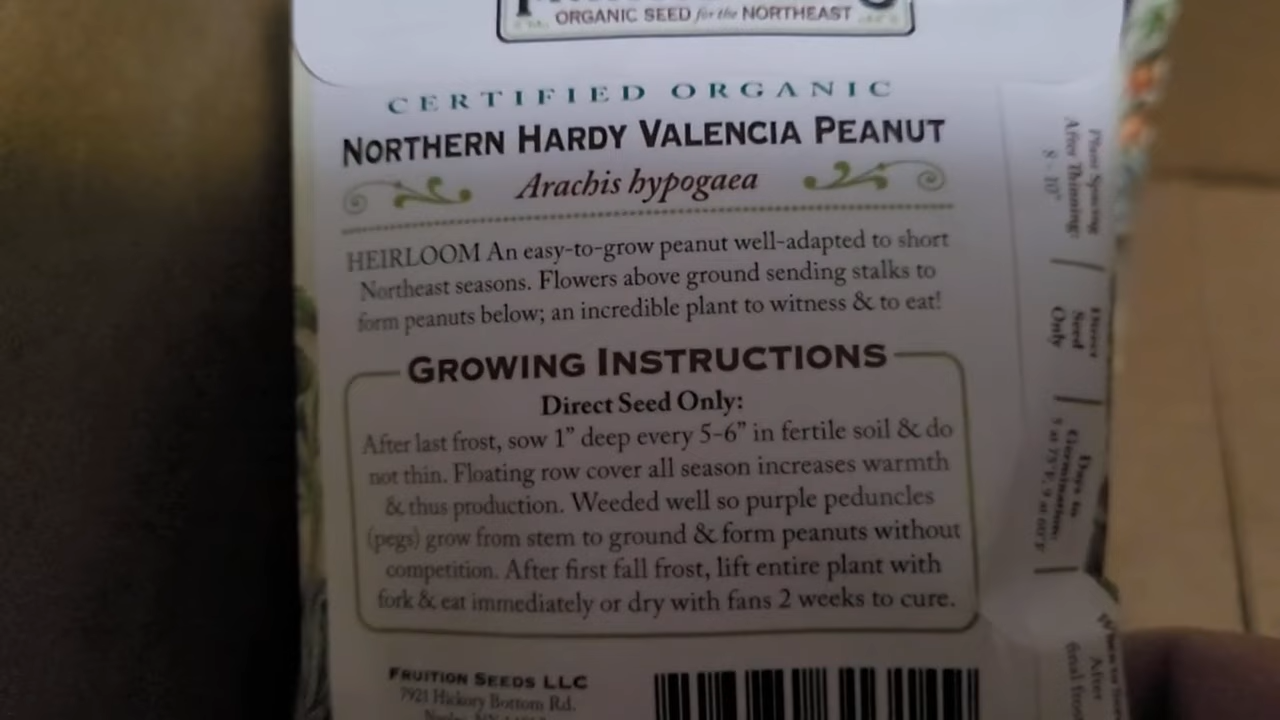 ORGANIC SEED for the NORTHEAST
CERTIFIED ORGANIC
NORTHERN HARDY VALENCIA PEANUT
Arachis hypogaea
HEIRLOOM An easy-to-grow peanut well-adapted to short
Northeast seasons. Flowers above ground sending stalks to
form peanuts below; an incredible plant to witness & to eat!
GROWING INSTRUCTIONS
Direct Seed Only:
After last frost, sow 1" deep every 5-6" in fertile soil & do
not thin. Floating row cover all season increases warmth
& thus production. Weeded well so purple peduncles
(pegs) grow from stem to ground & form peanuts without
competition. After first fall frost, lift entire plant with
fork & eat immediately or dry with fans 2 weeks to cure.
FRUITION SEEDS LLC
7921 Hickory Bottom Rd.
Plant Spacing
After Thinning:
8 - 10"
Direct
Seed
Only
Days to
Germination:
After